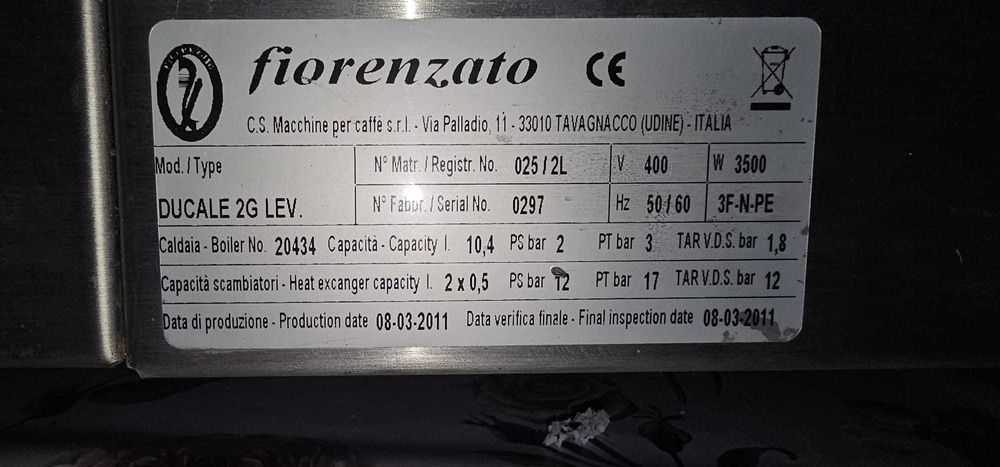 fiorenzato CE
C.S. Macchine per caffè s.r.l. - Via Palladio, 11 - 33010 TAVAGNACCO (UDINE) - ITALIA
Mod. / Type N° Matr. / Registr. No. 025 / 2L V 400 W 3500
DUCALE 2G LEV. N° Fabbr. / Serial No. 0297 Hz 50 / 60 3F-N-PE
Caldaia - Boiler No. 20434 Capacità - Capacity l. 10,4 PS bar 2 PT bar 3 TAR V.D.S. bar 1,8
Capacità scambiatori - Heat excanger capacity l. 2 x 0,5 PS bar 12 PT bar 17 TAR V.D.S. bar 12
Data di produzione - Production date 08-03-2011 Data verifica finale - Final inspection date 08-03-2011